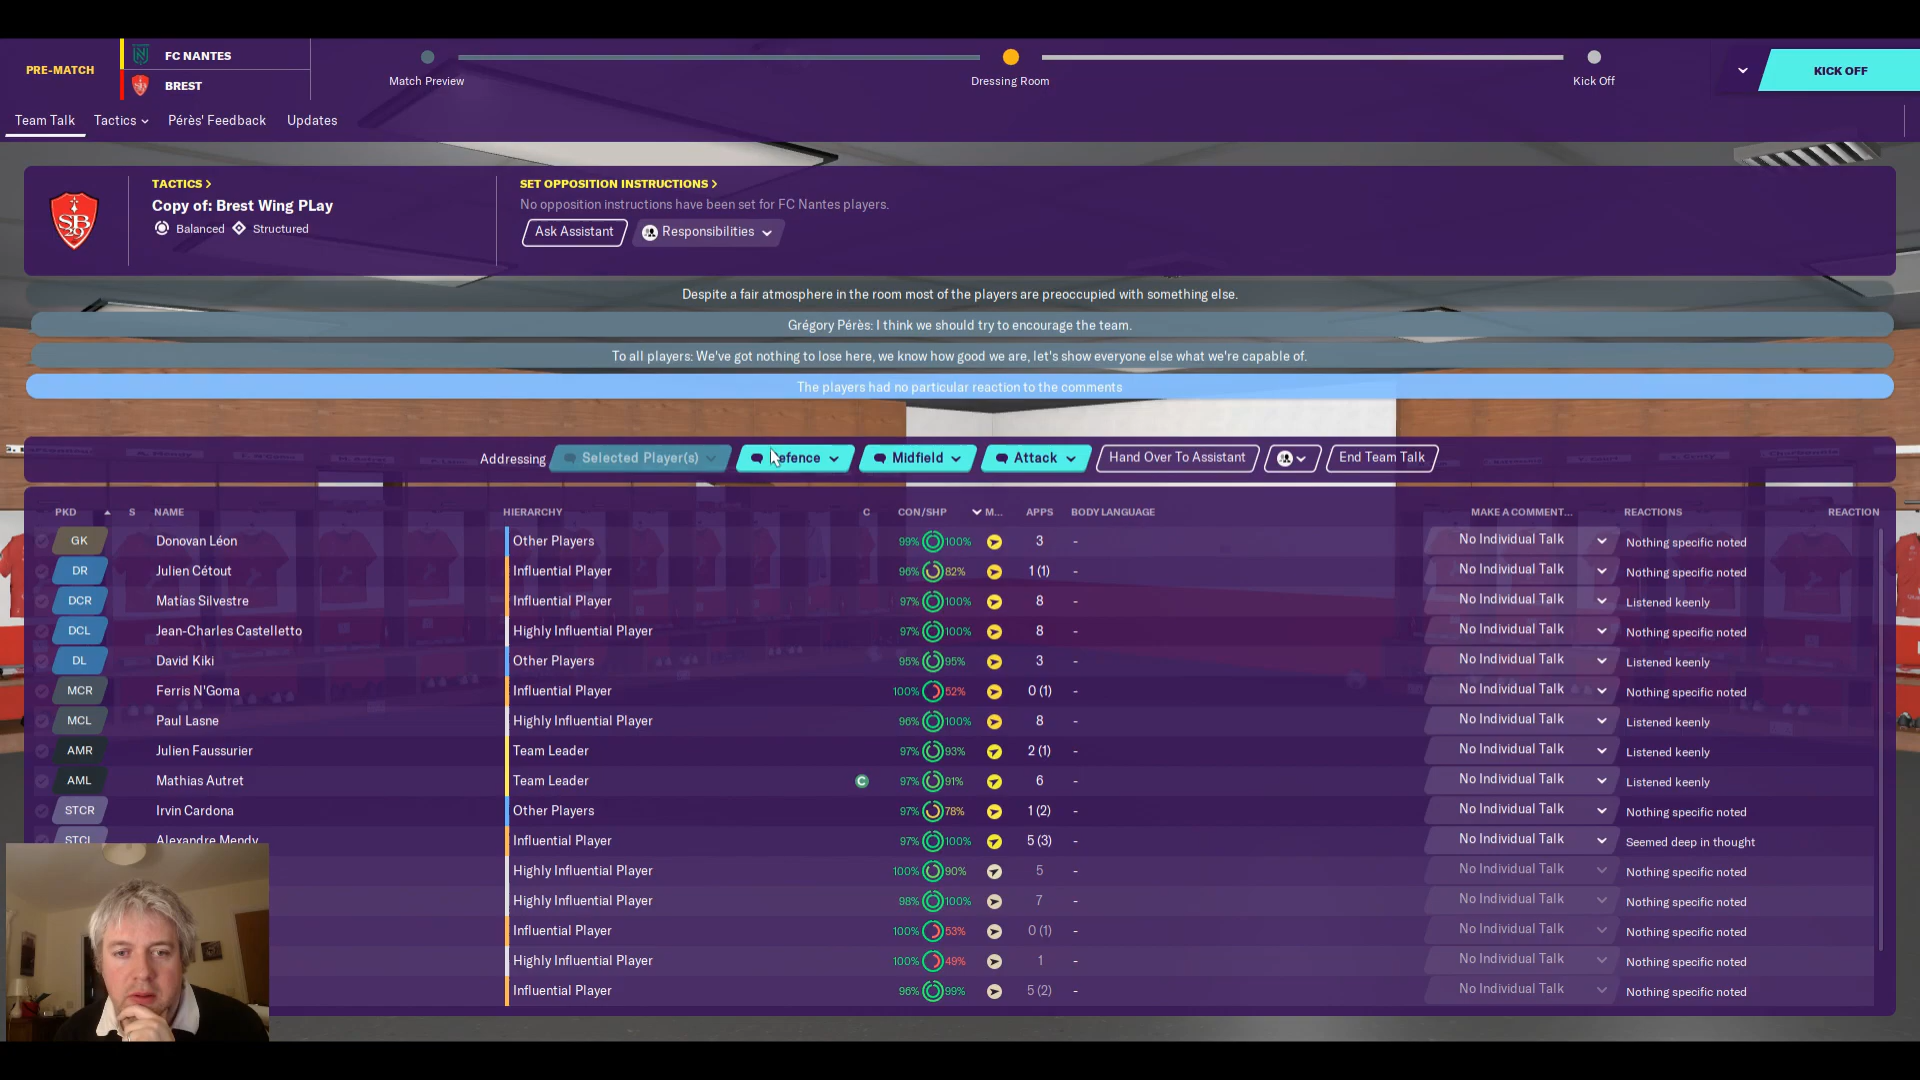 PRE-MATCH
FC NANTES
BREST
Match Preview
Dressing Room
Kick Off
KICK OFF
Team Talk
Tactics
Pérès' Feedback
Updates
TACTICS >
Copy of: Brest Wing PLay
Balanced
Structured
SET OPPOSITION INSTRUCTIONS >
No opposition instructions have been set for FC Nantes players.
Ask Assistant
Responsibilities
Despite a fair atmosphere in the room most of the players are preoccupied with something else.
Grégory Pérès: I think we should try to encourage the team.
To all players: We've got nothing to lose here, we know how good we are, let's show everyone else what we're capable of.
The players had no particular reaction to the comments
Addressing Selected Player(s) efence Midfield Attack Hand Over To Assistant End Team Talk
PKD S NAME HIERARCHY C CON/SHP M... APPS BODY LANGUAGE MAKE A COMMENT... REACTIONS REACTION
GK Donovan Léon Other Players 99% 100% 3 - No Individual Talk Nothing specific noted
DR Julien Cétout Influential Player 96% 82% 1 (1) - No Individual Talk Nothing specific noted
DCR Matías Silvestre Influential Player 97% 100% 8 - No Individual Talk Listened keenly
DCL Jean-Charles Castelletto Highly Influential Player 97% 100% 8 - No Individual Talk Nothing specific noted
DL David Kiki Other Players 95% 95% 3 - No Individual Talk Listened keenly
MCR Ferris N'Goma Influential Player 100% 52% 0 (1) - No Individual Talk Nothing specific noted
MCL Paul Lasne Highly Influential Player 96% 100% 8 - No Individual Talk Listened keenly
AMR Julien Faussurier Team Leader 97% 93% 2 (1) - No Individual Talk Listened keenly
AML Mathias Autret Team Leader C 97% 91% 6 - No Individual Talk Listened keenly
STCR Irvin Cardona Other Players 97% 78% 1 (2) - No Individual Talk Nothing specific noted
STCL Alexandre Mendy Influential Player 97% 100% 5 (3) - No Individual Talk Seemed deep in thought
Highly Influential Player 100% 90% 5 - No Individual Talk Nothing specific noted
Highly Influential Player 98% 100% 7 - No Individual Talk Nothing specific noted
Influential Player 100% 53% 0 (1) - No Individual Talk Nothing specific noted
Highly Influential Player 100% 49% 1 - No Individual Talk Nothing specific noted
Influential Player 96% 99% 5 (2) - No Individual Talk Nothing specific noted